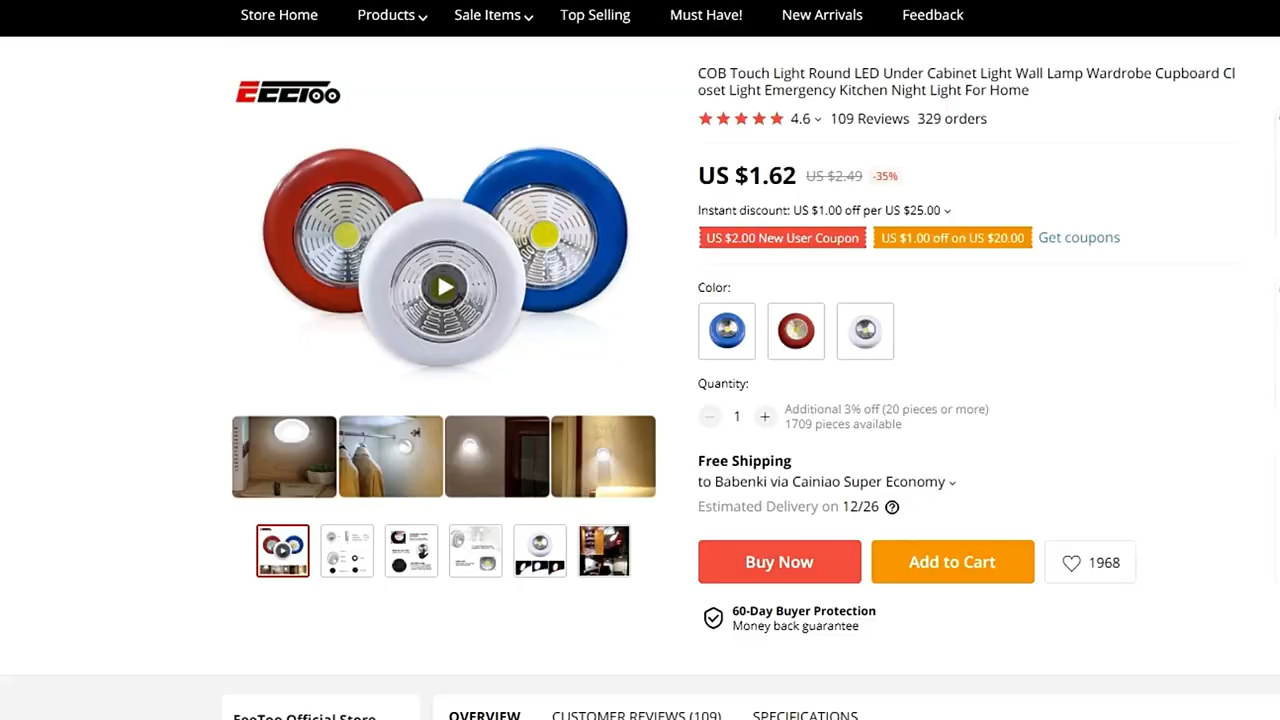 Store Home Products Sale Items Top Selling Must Have! New Arrivals Feedback
EEETOO
COB Touch Light Round LED Under Cabinet Light Wall Lamp Wardrobe Cupboard Cl
oset Light Emergency Kitchen Night Light For Home
4.6 109 Reviews 329 orders
US $1.62 US $2.49 -35%
Instant discount: US $1.00 off per US $25.00
US $2.00 New User Coupon US $1.00 off on US $20.00 Get coupons
Color:
Quantity:
1 Additional 3% off (20 pieces or more)
1709 pieces available
Free Shipping
to Babenki via Cainiao Super Economy
Estimated Delivery on 12/26
Buy Now Add to Cart 1968
60-Day Buyer Protection
Money back guarantee
EeeToo Official Store OVERVIEW CUSTOMER REVIEWS (109) SPECIFICATIONS